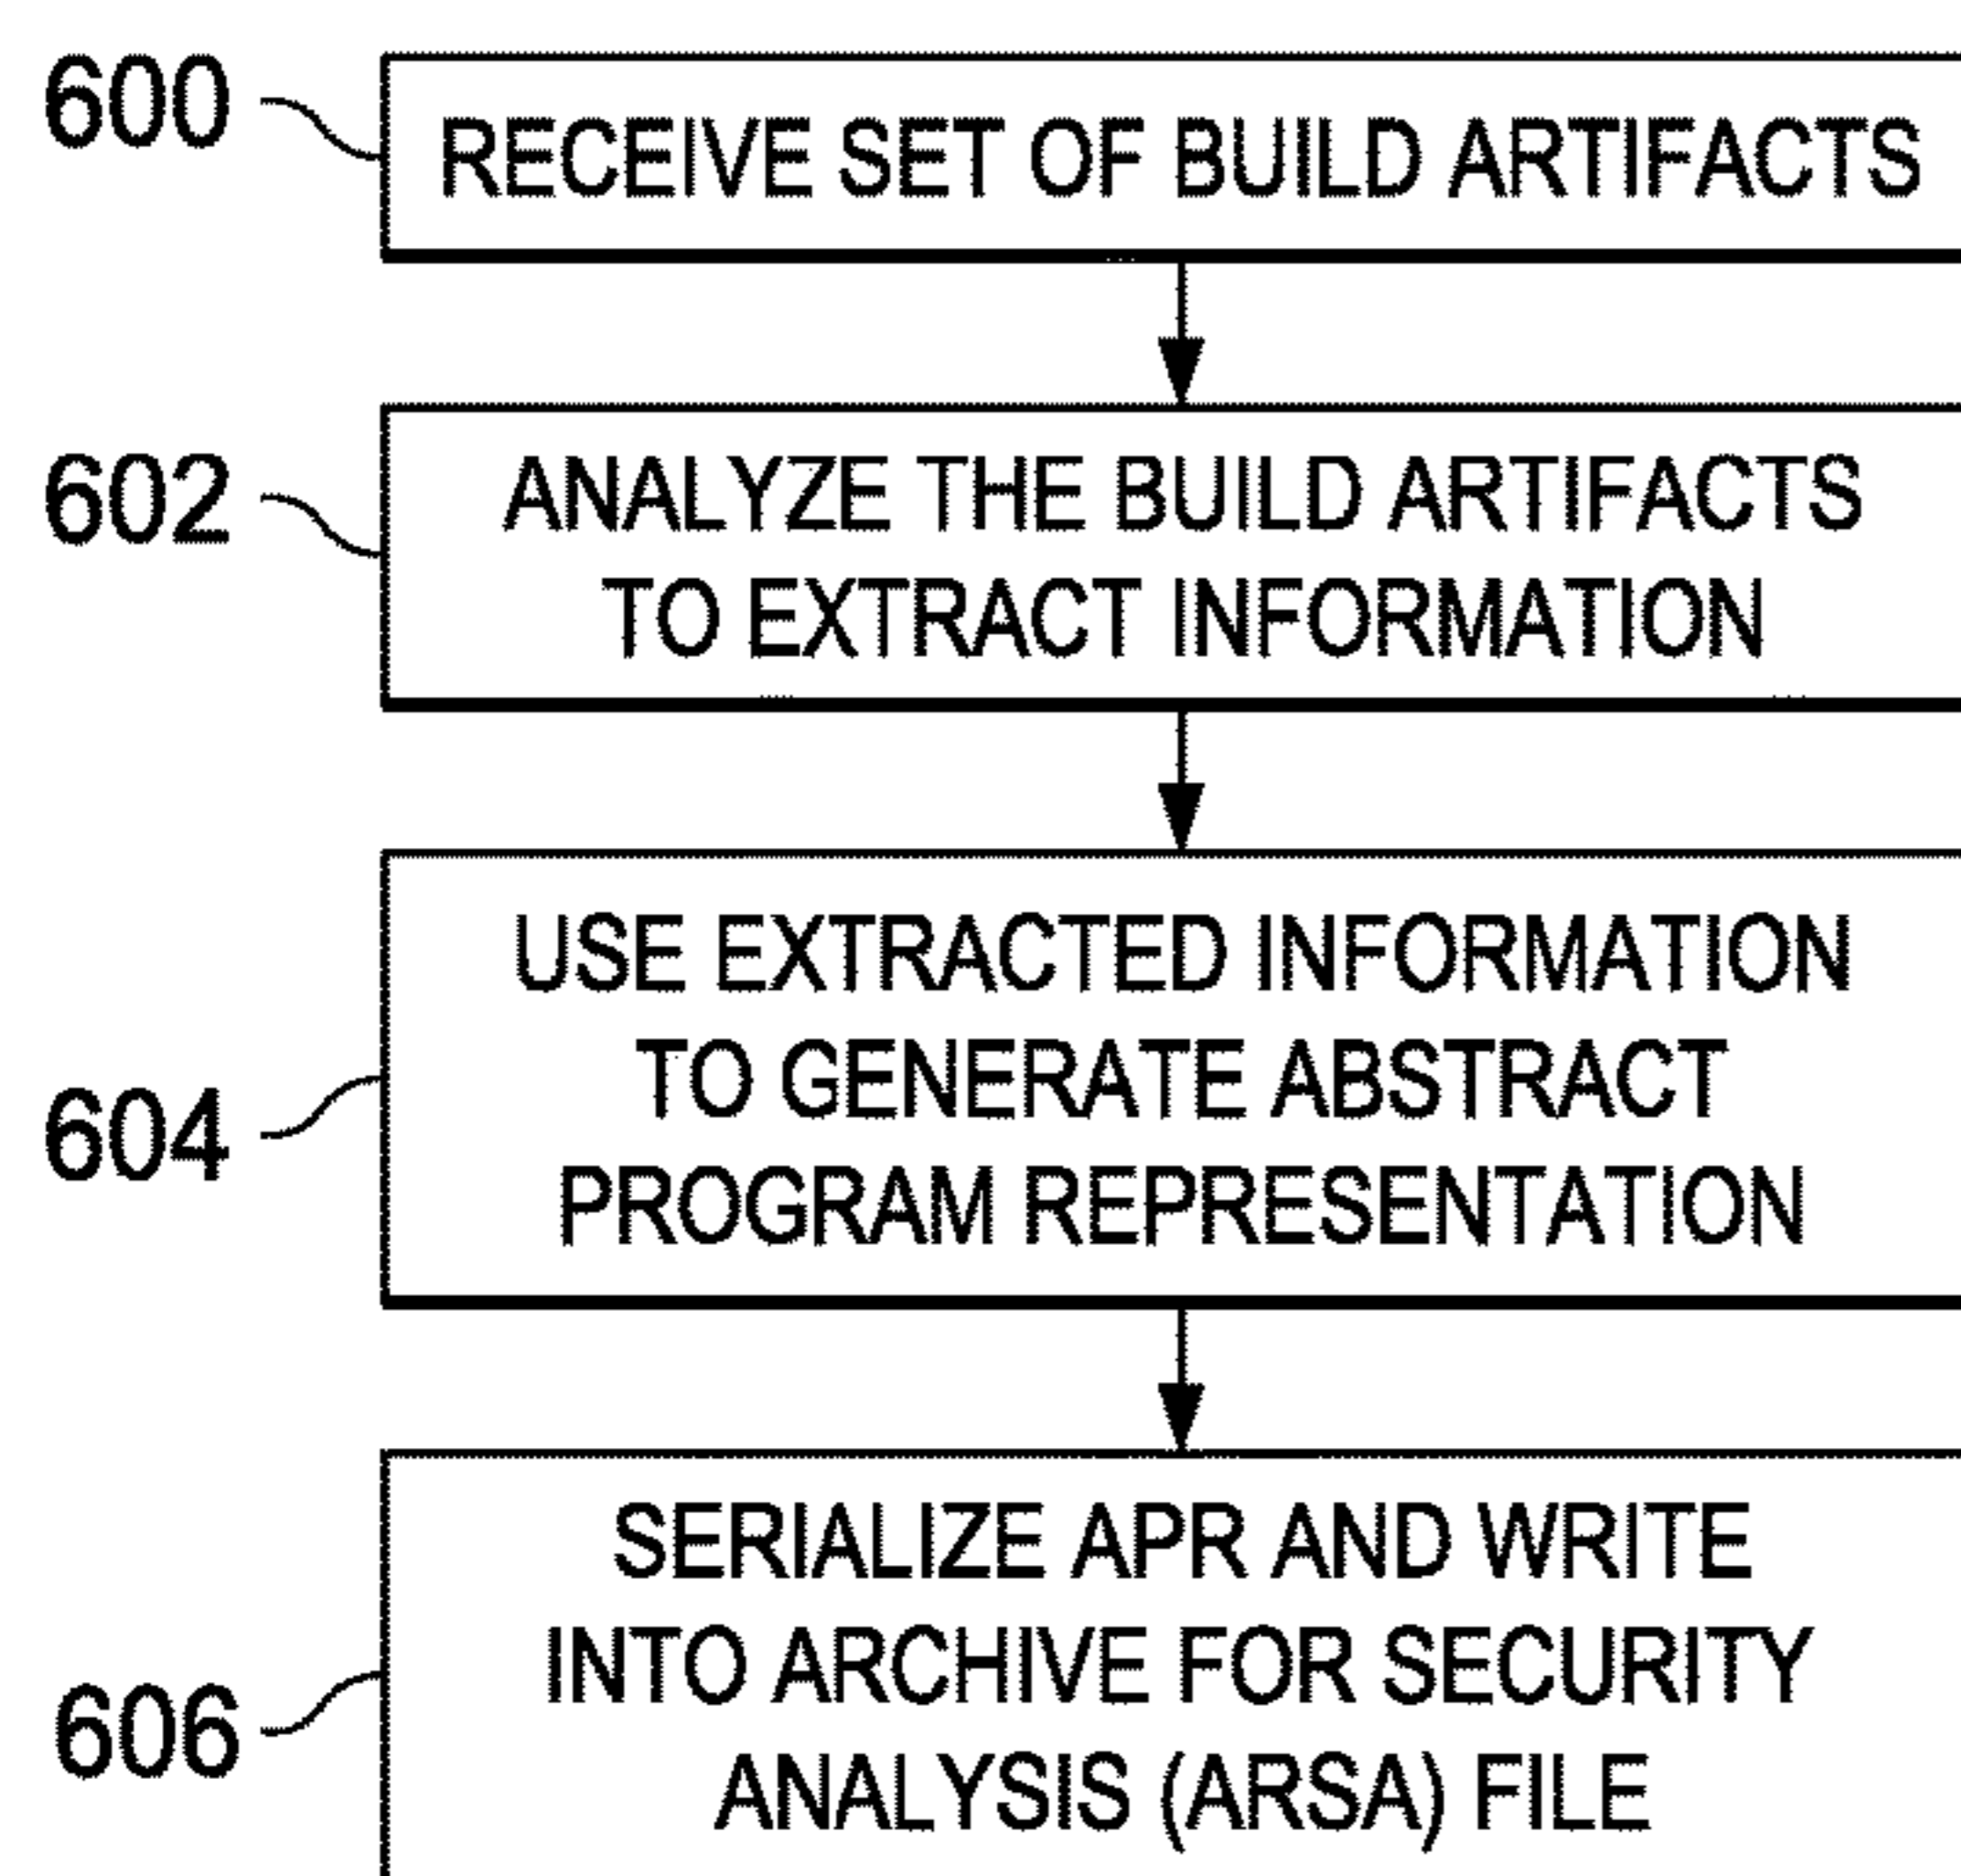 600
RECEIVE SET OF BUILD ARTIFACTS
602
ANALYZE THE BUILD ARTIFACTS
TO EXTRACT INFORMATION
604
USE EXTRACTED INFORMATION
TO GENERATE ABSTRACT
PROGRAM REPRESENTATION
606
SERIALIZE APR AND WRITE
INTO ARCHIVE FOR SECURITY
ANALYSIS (ARSA) FILE